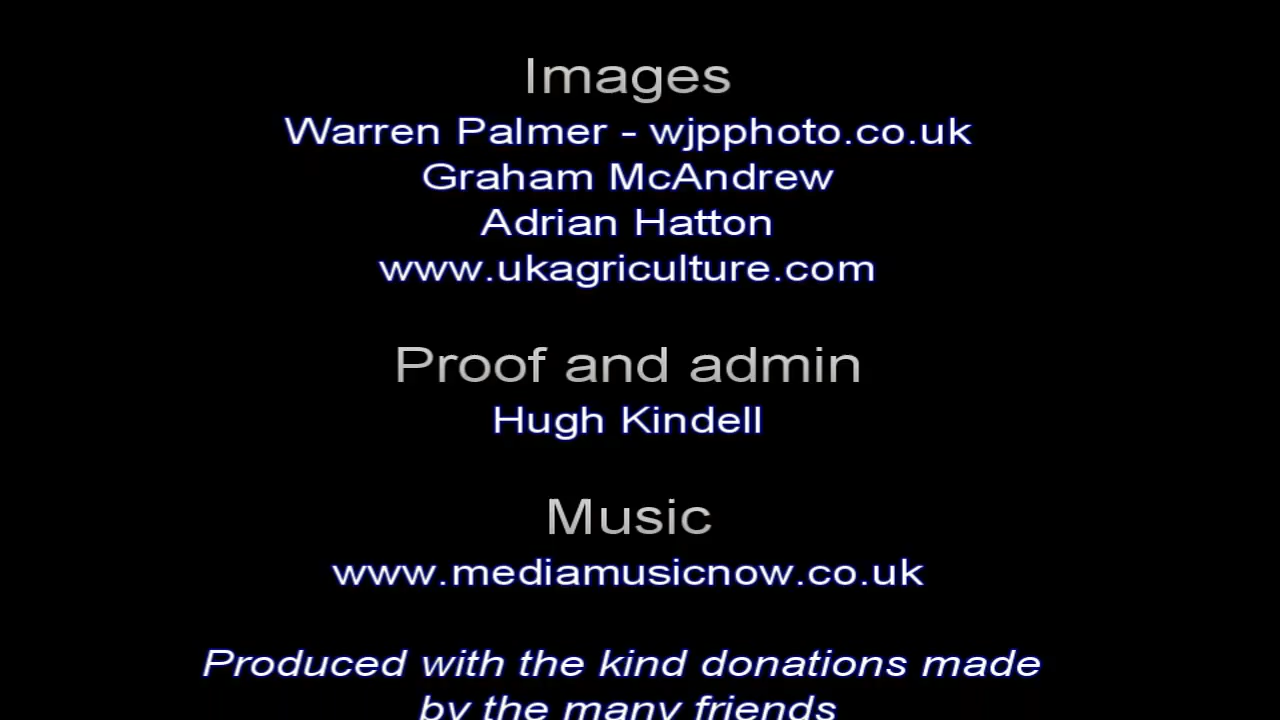 Images
Warren Palmer - wjpphoto.co.uk
Graham McAndrew
Adrian Hatton
www.ukagriculture.com
Proof and admin
Hugh Kindell
Music
www.mediamusicnow.co.uk
Produced with the kind donations made
by the many friends